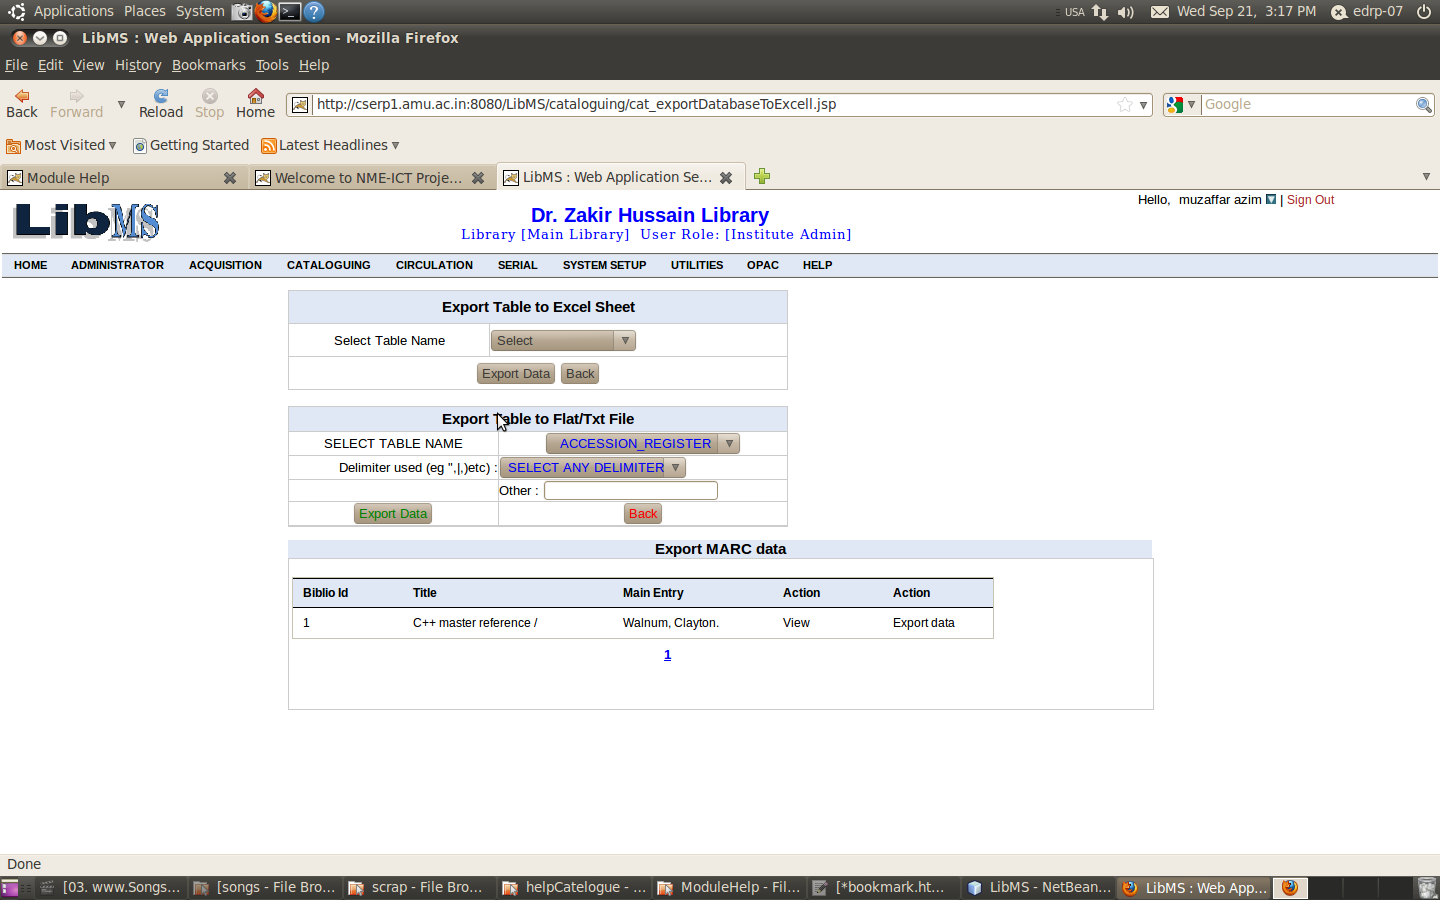 Applications Places System USA Wed Sep 21, 3:17 PM edrp-07
LibMS : Web Application Section - Mozilla Firefox
File Edit View History Bookmarks Tools Help
Back Forward Reload Stop Home http://cserp1.amu.ac.in:8080/LibMS/cataloguing/cat_exportDatabaseToExcell.jsp Google
Most Visited Getting Started Latest Headlines
Module Help Welcome to NME-ICT Proje... LibMS : Web Application Se...
Hello, muzaffar azim | Sign Out
LibMS
Dr. Zakir Hussain Library
Library [Main Library] User Role: [Institute Admin]
HOME ADMINISTRATOR ACQUISITION CATALOGUING CIRCULATION SERIAL SYSTEM SETUP UTILITIES OPAC HELP
Export Table to Excel Sheet
Select Table Name Select
Export Data Back
Export Table to Flat/Txt File
SELECT TABLE NAME ACCESSION_REGISTER
Delimiter used (eg ",|,)etc) : SELECT ANY DELIMITER
Other :
Export Data Back
Export MARC data
Biblio Id Title Main Entry Action Action
1 C++ master reference / Walnum, Clayton. View Export data
1
Done
[03. www.Songs... [songs - File Bro... scrap - File Bro... helpCatelogue - ... ModuleHelp - Fil... [*bookmark.ht... LibMS - NetBean... LibMS : Web App...